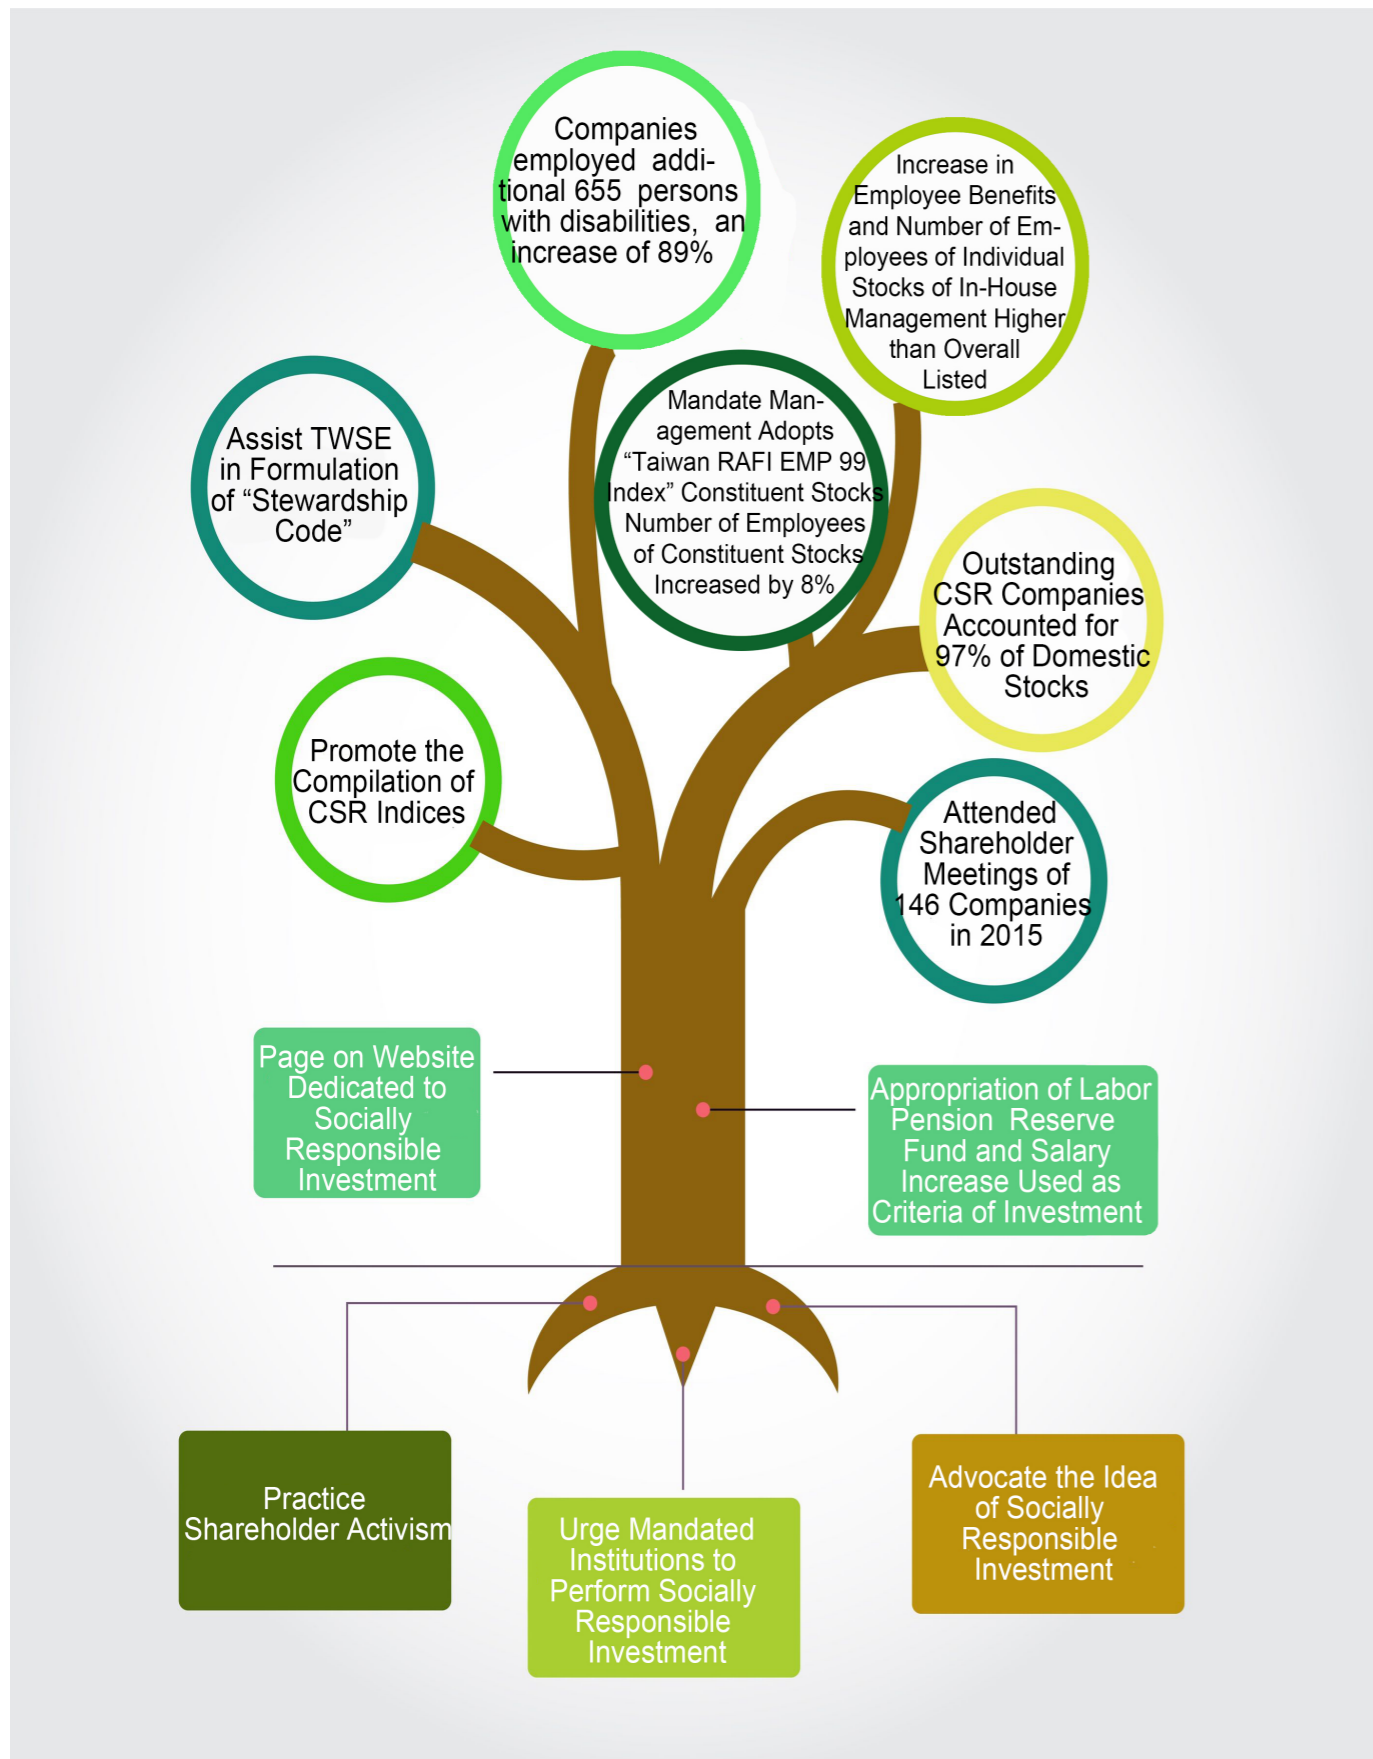 Companies
employed addi-
tional 655 persons
with disabilities, an
increase of 89%
Increase in
Employee Benefits
and Number of Em-
ployees of Individual
Stocks of In-House
Management Higher
than Overall
Listed
Mandate Man-
agement Adopts
“Taiwan RAFI EMP 99
Index” Constituent Stocks
Number of Employees
of Constituent Stocks
Increased by 8%
Assist TWSE
in Formulation
of “Stewardship
Code”
Outstanding
CSR Companies
Accounted for
97% of Domestic
Stocks
Promote the
Compilation of
CSR Indices
Attended
Shareholder
Meetings of
146 Companies
in 2015
Page on Website
Dedicated to
Socially
Responsible
Investment
Appropriation of Labor
Pension Reserve
Fund and Salary
Increase Used as
Criteria of Investment
Practice
Shareholder Activism
Urge Mandated
Institutions to
Perform Socially
Responsible
Investment
Advocate the Idea
of Socially
Responsible
Investment